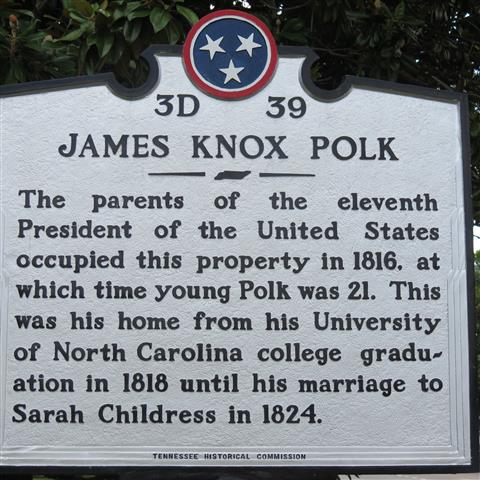 3D 39
JAMES KNOX POLK
The parents of the eleventh
President of the United States
occupied this property in 1816, at
which time young Polk was 21. This
was his home from his University
of North Carolina college gradu-
ation in 1818 until his marriage to
Sarah Childress in 1824.
TENNESSEE HISTORICAL COMMISSION